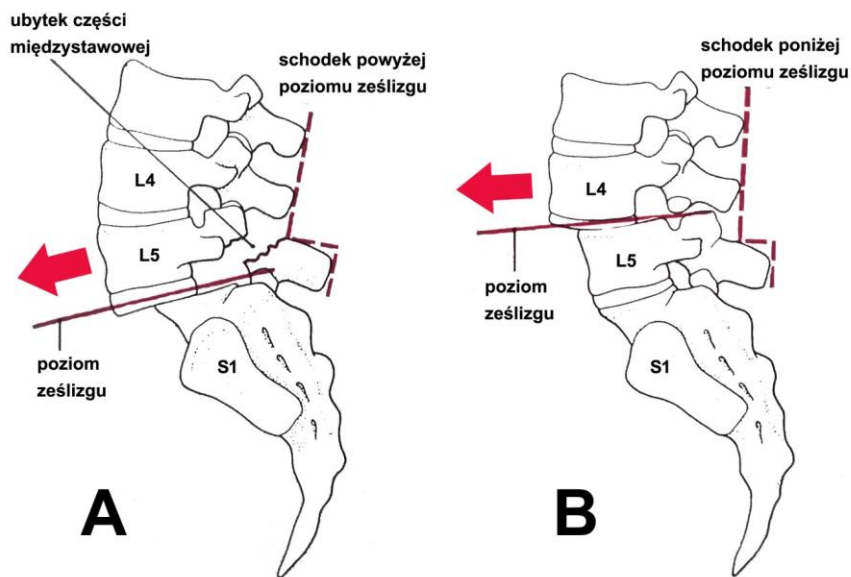 ubytek części
międzystawowej
schodek powyżej
poziomu ześlizgu
L4
L5
poziom
ześlizgu
S1
A
schodek poniżej
poziomu ześlizgu
L4
L5
poziom
ześlizgu
S1
B